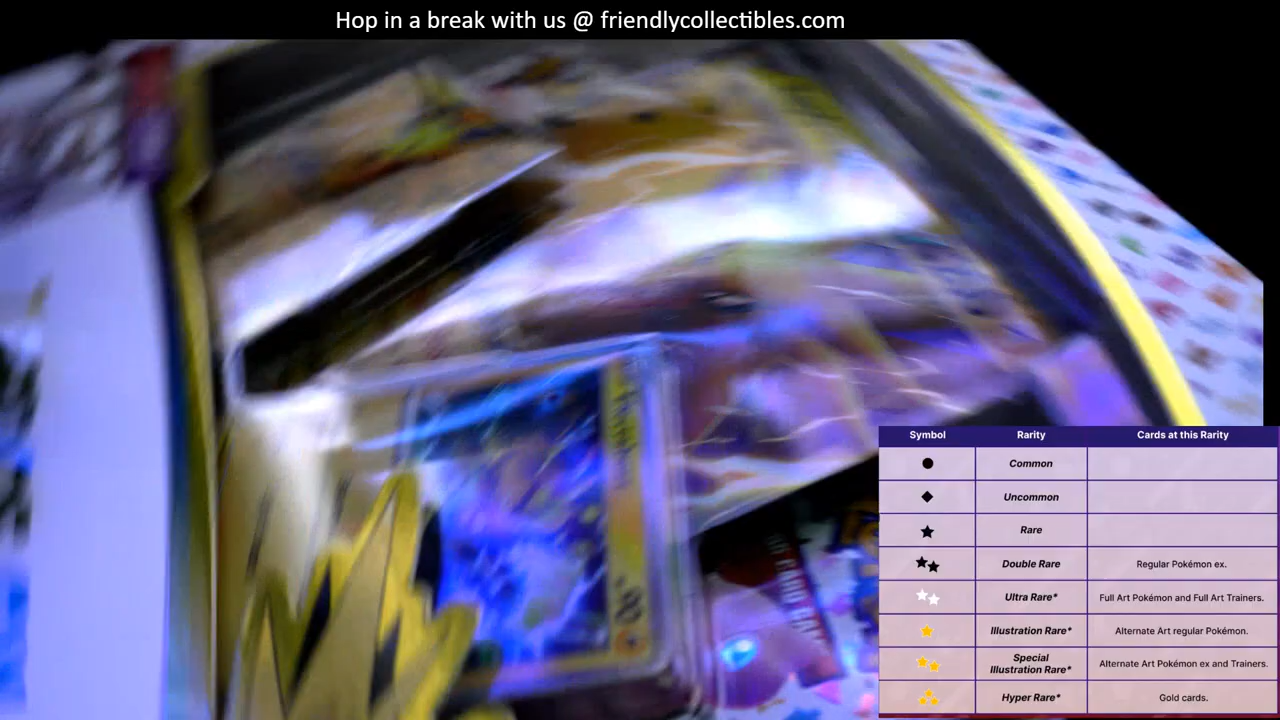 Hop in a break with us @ friendlycollectibles.com
Symbol Rarity Cards at this Rarity
Common
Uncommon
Rare
Double Rare Regular Pokémon ex.
Ultra Rare* Full Art Pokémon and Full Art Trainers.
Illustration Rare* Alternate Art regular Pokémon.
Special
Illustration Rare* Alternate Art Pokémon ex and Trainers.
Hyper Rare* Gold cards.